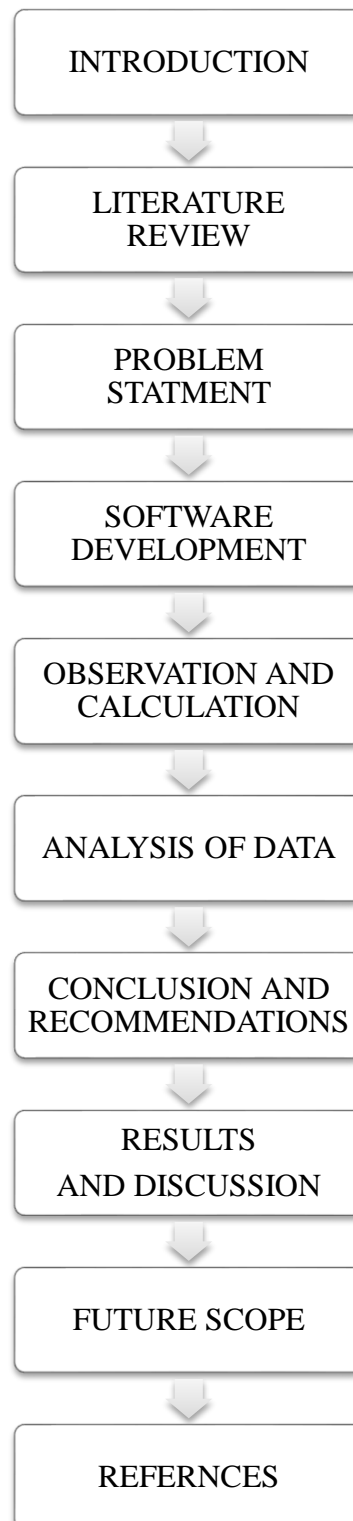 INTRODUCTION
LITERATURE
REVIEW
PROBLEM
STATMENT
SOFTWARE
DEVELOPMENT
OBSERVATION AND
CALCULATION
ANALYSIS OF DATA
CONCLUSION AND
RECOMMENDATIONS
RESULTS
AND DISCUSSION
FUTURE SCOPE
REFERNCES